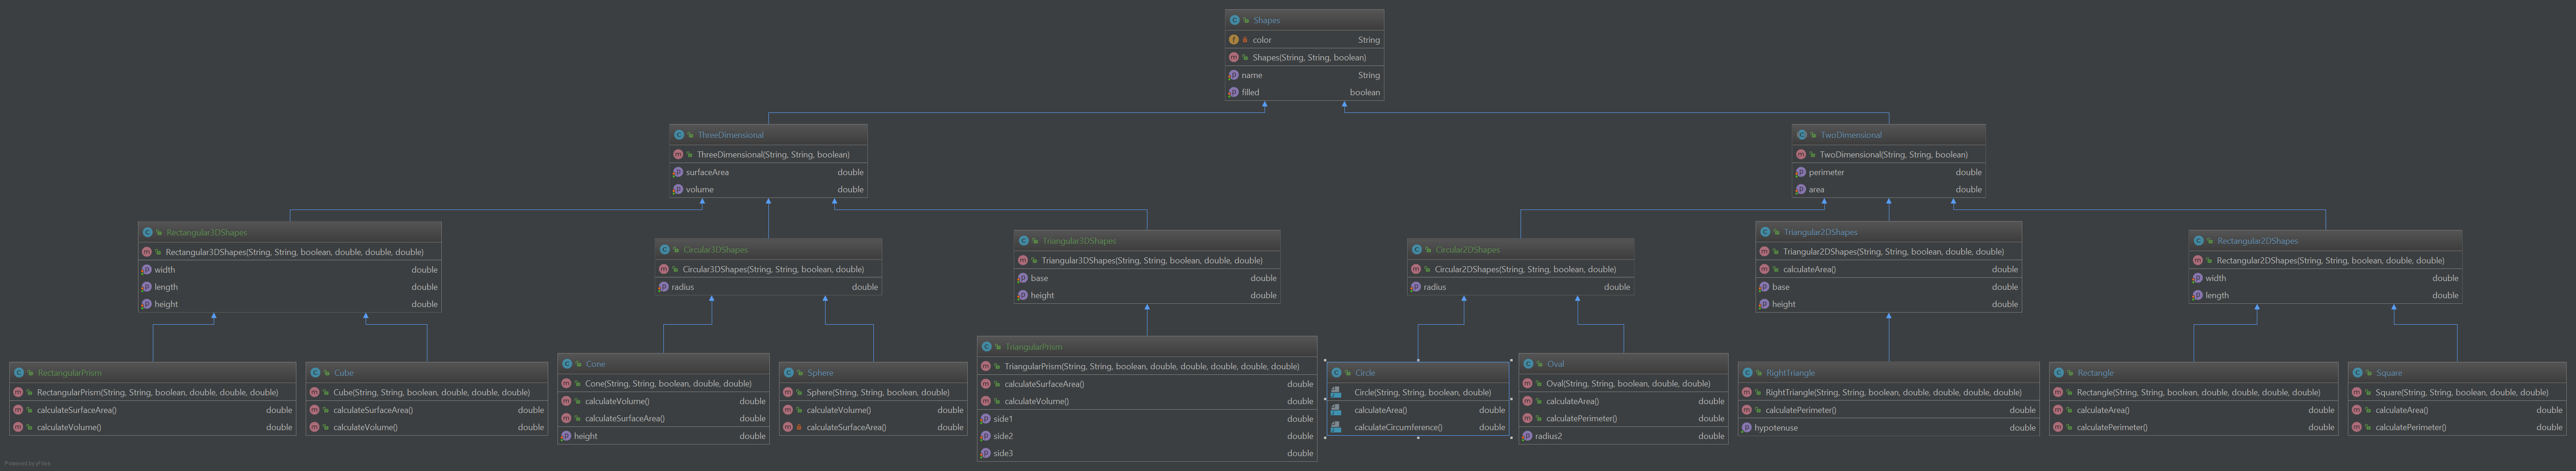 Shapes
color String
Shapes(String, String, boolean)
name String
filled boolean
ThreeDimensional
ThreeDimensional(String, String, boolean)
surfaceArea double
volume double
TwoDimensional
TwoDimensional(String, String, boolean)
perimeter double
area double
Rectangular3DShapes
Rectangular3DShapes(String, String, boolean, double, double, double)
width double
length double
height double
Circular3DShapes
Circular3DShapes(String, String, boolean, double)
radius double
Triangular3DShapes
Triangular3DShapes(String, String, boolean, double, double)
base double
height double
Circular2DShapes
Circular2DShapes(String, String, boolean, double)
radius double
Triangular2DShapes
Triangular2DShapes(String, String, boolean, double, double)
calculateArea() double
base double
height double
Rectangular2DShapes
Rectangular2DShapes(String, String, boolean, double, double)
width double
length double
RectangularPrism
RectangularPrism(String, String, boolean, double, double, double)
calculateSurfaceArea() double
calculateVolume() double
Cube
Cube(String, String, boolean, double, double, double)
calculateSurfaceArea() double
calculateVolume() double
Cone
Cone(String, String, boolean, double, double)
calculateVolume() double
calculateSurfaceArea() double
height double
Sphere
Sphere(String, String, boolean, double)
calculateVolume() double
calculateSurfaceArea() double
TriangularPrism
TriangularPrism(String, String, boolean, double, double, double, double, double)
calculateSurfaceArea() double
calculateVolume() double
side1 double
side2 double
side3 double
Circle
Circle(String, String, boolean, double)
calculateArea() double
calculateCircumference() double
Oval
Oval(String, String, boolean, double, double)
calculateArea() double
calculatePerimeter() double
radius2 double
RightTriangle
RightTriangle(String, String, boolean, double, double, double)
calculatePerimeter() double
hypotenuse double
Rectangle
Rectangle(String, String, boolean, double, double)
calculateArea() double
calculatePerimeter() double
Square
Square(String, String, boolean, double, double)
calculateArea() double
calculatePerimeter() double
Powered by yFiles